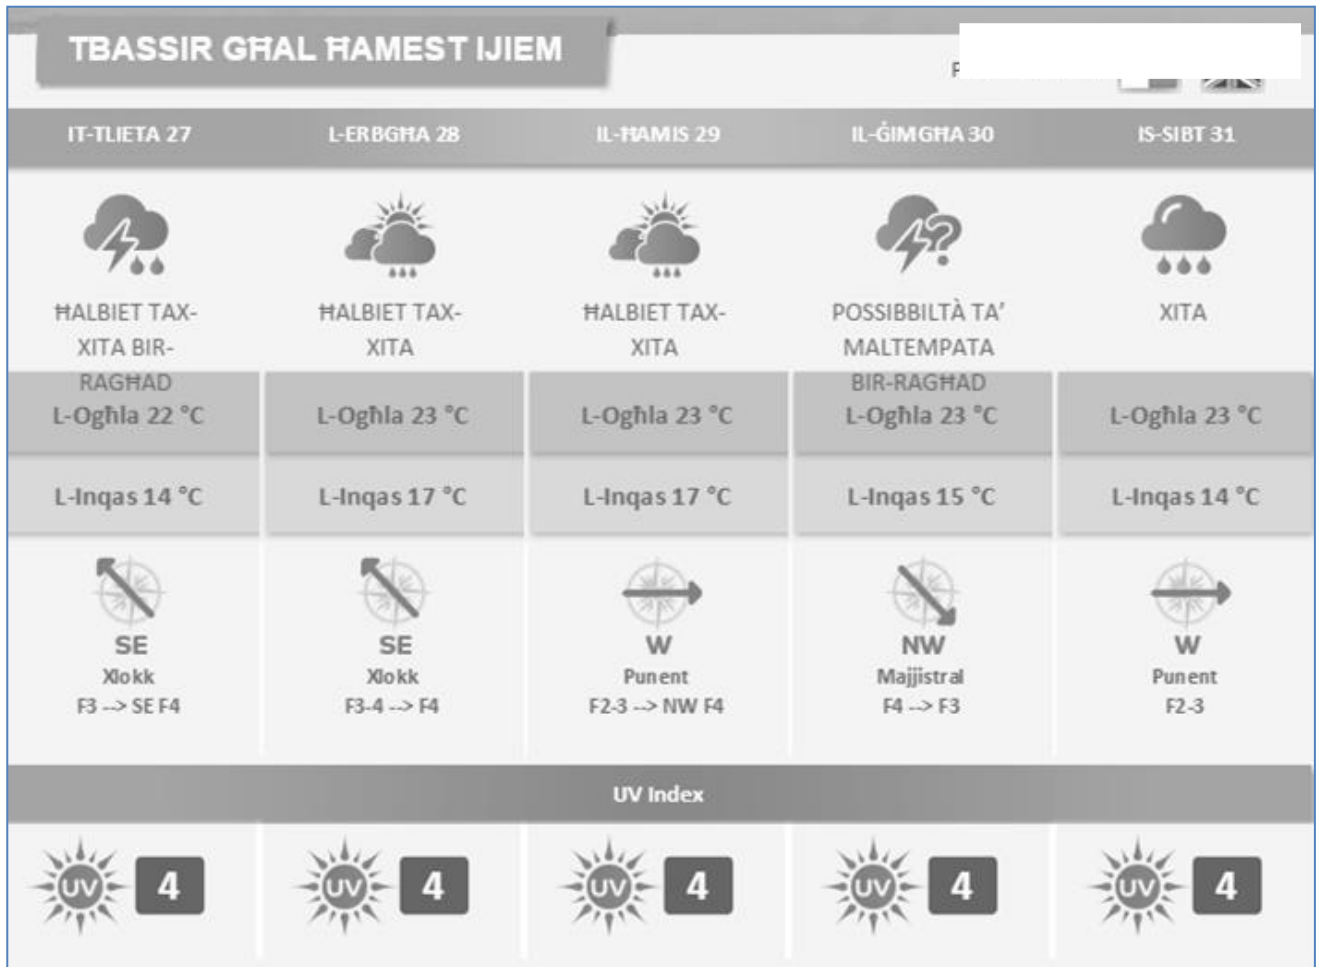 TBASSIR GĦAL ĦAMEST IJIEM
IT-TLIETA 27
L-ERBGĦA 28
IL-ĦAMIS 29
IL-ĠIMGĦA 30
IS-SIBT 31
ĦALBIET TAX-
XITA BIR-
RAGĦAD
ĦALBIET TAX-
XITA
ĦALBIET TAX-
XITA
POSSIBBILTÀ TA'
MALTEMPATA
BIR-RAGĦAD
XITA
L-Ogħla 22 °C
L-Ogħla 23 °C
L-Ogħla 23 °C
L-Ogħla 23 °C
L-Ogħla 23 °C
L-Inqas 14 °C
L-Inqas 17 °C
L-Inqas 17 °C
L-Inqas 15 °C
L-Inqas 14 °C
SE
Xlokk
F3 --> SE F4
SE
Xlokk
F3-4 --> F4
W
Punent
F2-3 --> NW F4
NW
Majjistral
F4 --> F3
W
Punent
F2-3
UV Index
UV 4
UV 4
UV 4
UV 4
UV 4